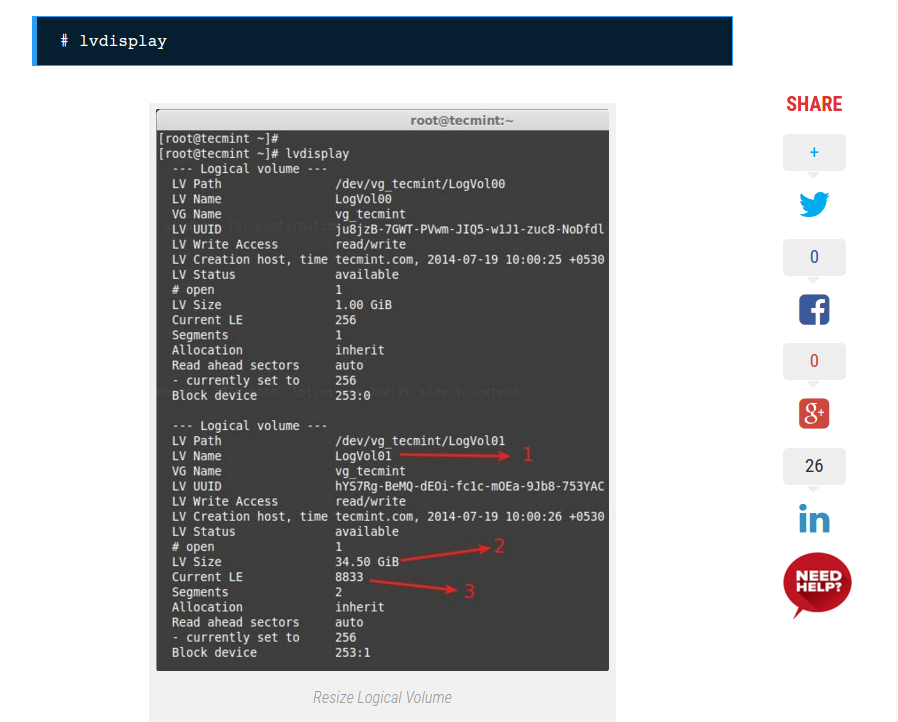 # lvdisplay
SHARE
+
0
0
26
NEED
HELP?
root@tecmint:~
[root@tecmint ~]#
[root@tecmint ~]# lvdisplay
--- Logical volume ---
LV Path /dev/vg_tecmint/LogVol00
LV Name LogVol00
VG Name vg_tecmint
LV UUID ju8jzB-7GWT-PVwm-JIQ5-w1J1-zuc8-NoDfdl
LV Write Access read/write
LV Creation host, time tecmint.com, 2014-07-19 10:00:25 +0530
LV Status available
# open 1
LV Size 1.00 GiB
Current LE 256
Segments 1
Allocation inherit
Read ahead sectors auto
- currently set to 256
Block device 253:0
--- Logical volume ---
LV Path /dev/vg_tecmint/LogVol01
LV Name LogVol01 1
VG Name vg_tecmint
LV UUID hYS7Rg-BeMQ-dEOi-fc1c-mOEa-9Jb8-753YAC
LV Write Access read/write
LV Creation host, time tecmint.com, 2014-07-19 10:00:26 +0530
LV Status available
# open 1
LV Size 34.50 GiB 2
Current LE 8833 3
Segments 2
Allocation inherit
Read ahead sectors auto
- currently set to 256
Block device 253:1
Resize Logical Volume